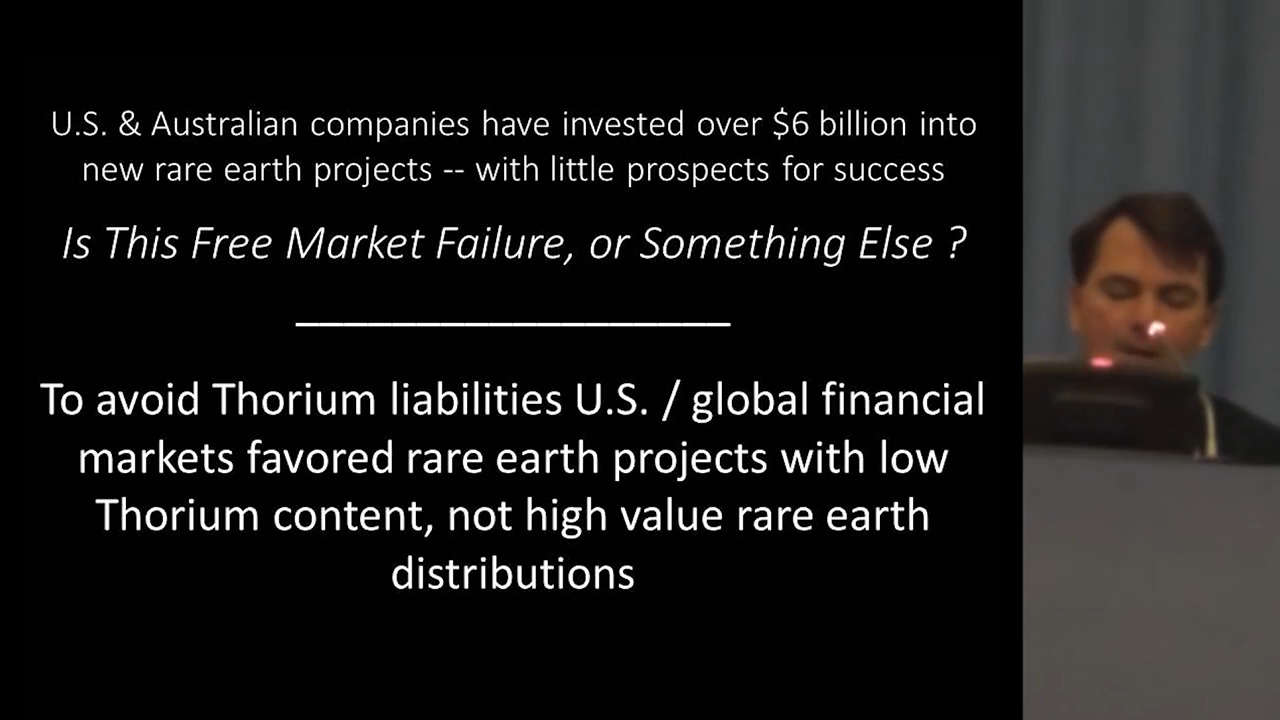 U.S. & Australian companies have invested over $6 billion into
new rare earth projects -- with little prospects for success
Is This Free Market Failure, or Something Else ?
To avoid Thorium liabilities U.S. / global financial
markets favored rare earth projects with low
Thorium content, not high value rare earth
distributions